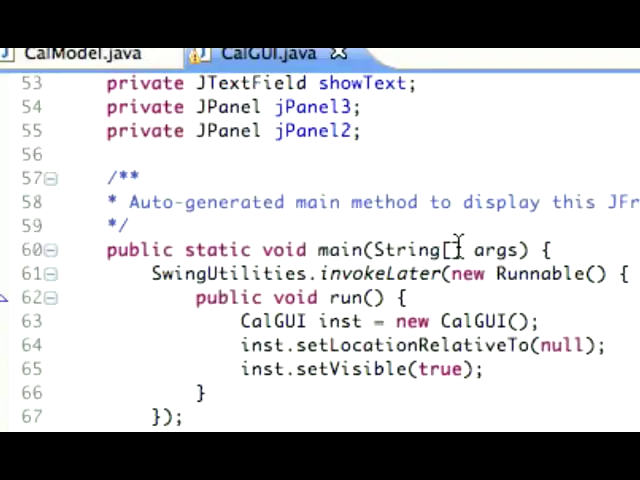 CalModel.java CalGUI.java
53 private JTextField showText;
54 private JPanel jPanel3;
55 private JPanel jPanel2;
56
57 /**
58 * Auto-generated main method to display this JFr
59 */
60 public static void main(String[] args) {
61 SwingUtilities.invokeLater(new Runnable() {
62 public void run() {
63 CalGUI inst = new CalGUI();
64 inst.setLocationRelativeTo(null);
65 inst.setVisible(true);
66 }
67 });